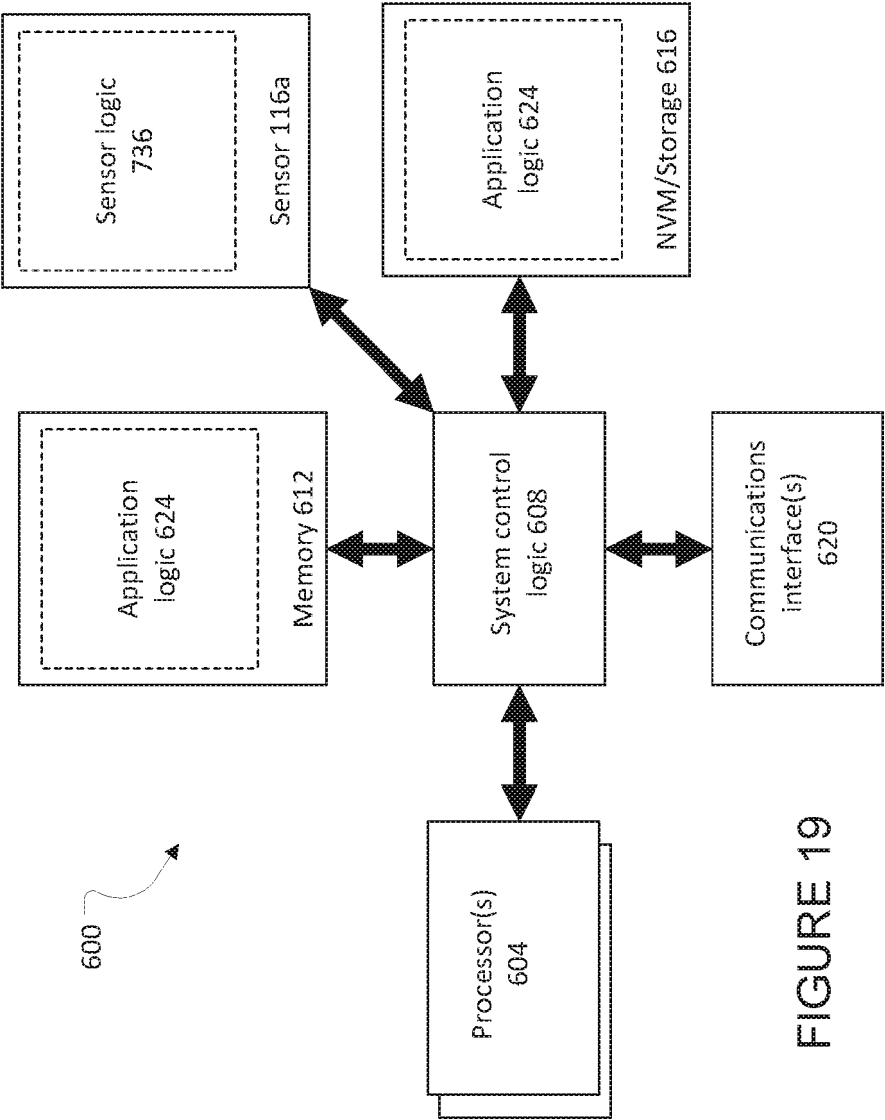 600
Processor(s)
604
Application
logic 624
Memory 612
System control
logic 608
Communications
interface(s)
620
Sensor logic
736
Sensor 116a
Application
logic 624
NVM/Storage 616
FIGURE 19